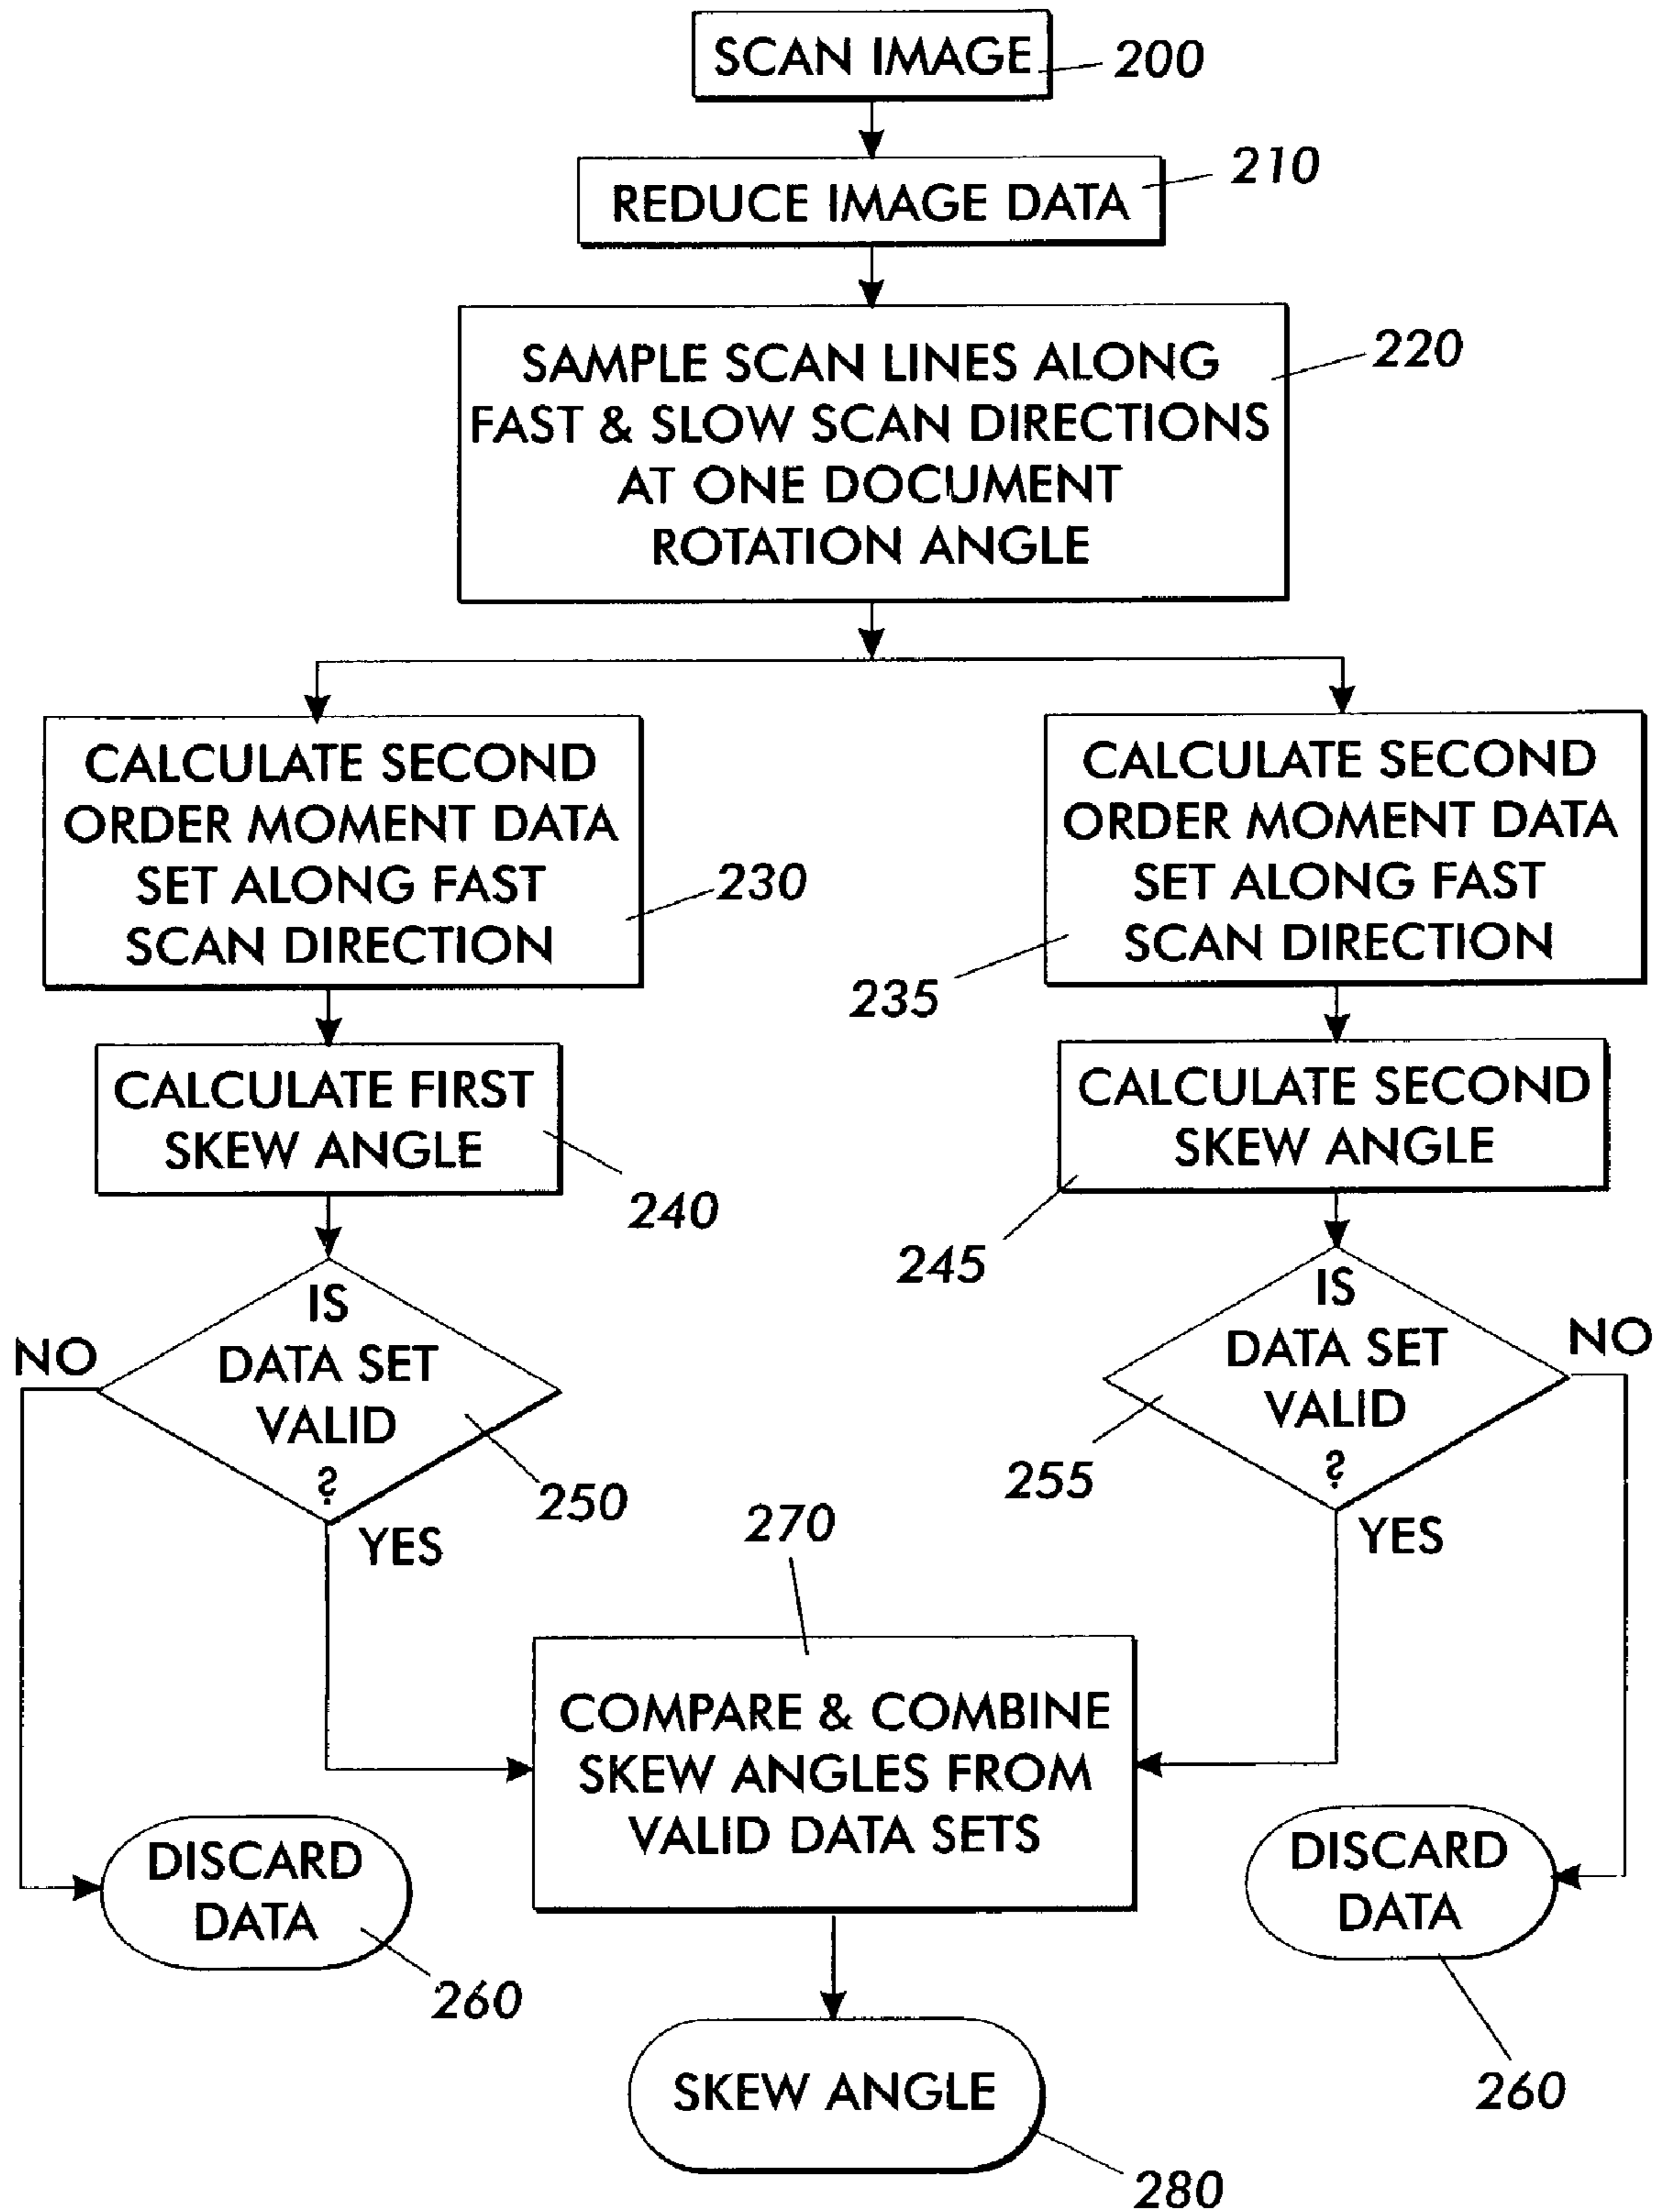 SCAN IMAGE
200
REDUCE IMAGE DATA
210
SAMPLE SCAN LINES ALONG
FAST & SLOW SCAN DIRECTIONS
AT ONE DOCUMENT
ROTATION ANGLE
220
CALCULATE SECOND
ORDER MOMENT DATA
SET ALONG FAST
SCAN DIRECTION
230
CALCULATE SECOND
ORDER MOMENT DATA
SET ALONG FAST
SCAN DIRECTION
235
CALCULATE FIRST
SKEW ANGLE
240
CALCULATE SECOND
SKEW ANGLE
245
IS
DATA SET
VALID
?
NO
YES
250
IS
DATA SET
VALID
?
NO
YES
255
270
COMPARE & COMBINE
SKEW ANGLES FROM
VALID DATA SETS
DISCARD
DATA
260
DISCARD
DATA
260
SKEW ANGLE
280